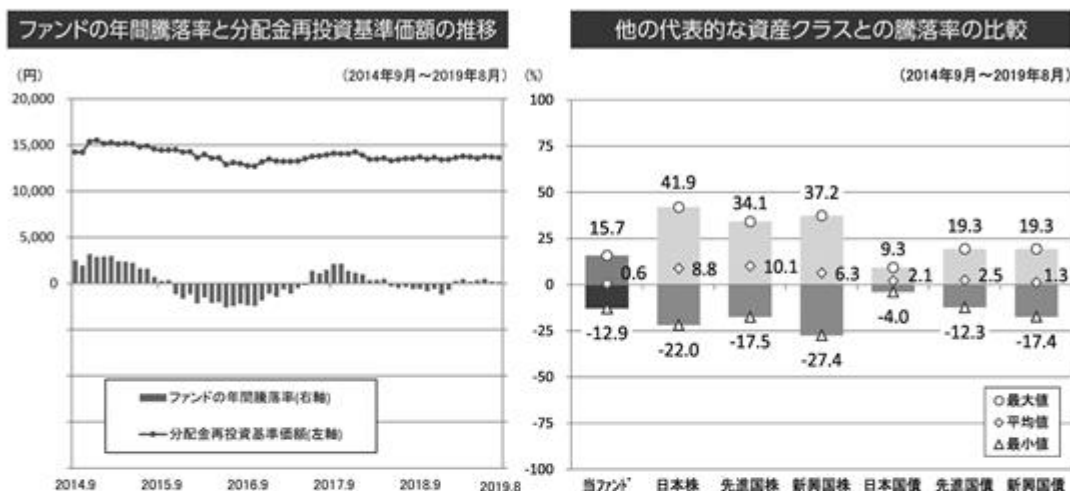 ファンドの年間騰落率と分配金再投資基準価額の推移
(円)
(2014年9月～2019年8月)
20,000
15,000
10,000
5,000
0
ファンドの年間騰落率(右軸)
分配金再投資基準価額(左軸)
2014.9 2015.9 2016.9 2017.9 2018.9 2019.8
他の代表的な資産クラスとの騰落率の比較
(%)
(2014年9月～2019年8月)
100
75
50
25
0
-25
-50
-75
-100
15.7 41.9 34.1 37.2 9.3 19.3 19.3
0.6 8.8 10.1 6.3 2.1 2.5 1.3
-12.9 -22.0 -17.5 -27.4 -4.0 -12.3 -17.4
最大値
平均値
最小値
当ファンド 日本株 先進国株 新興国株 日本国債 先進国債 新興国債